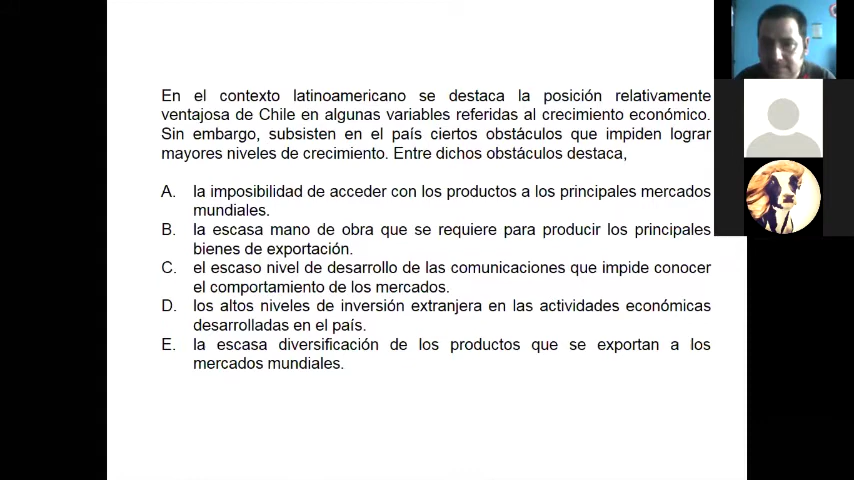 En el contexto latinoamericano se destaca la posición relativamente
ventajosa de Chile en algunas variables referidas al crecimiento económico.
Sin embargo, subsisten en el país ciertos obstáculos que impiden lograr
mayores niveles de crecimiento. Entre dichos obstáculos destaca,
A. la imposibilidad de acceder con los productos a los principales mercados
mundiales.
B. la escasa mano de obra que se requiere para producir los principales
bienes de exportación.
C. el escaso nivel de desarrollo de las comunicaciones que impide conocer
el comportamiento de los mercados.
D. los altos niveles de inversión extranjera en las actividades económicas
desarrolladas en el país.
E. la escasa diversificación de los productos que se exportan a los
mercados mundiales.